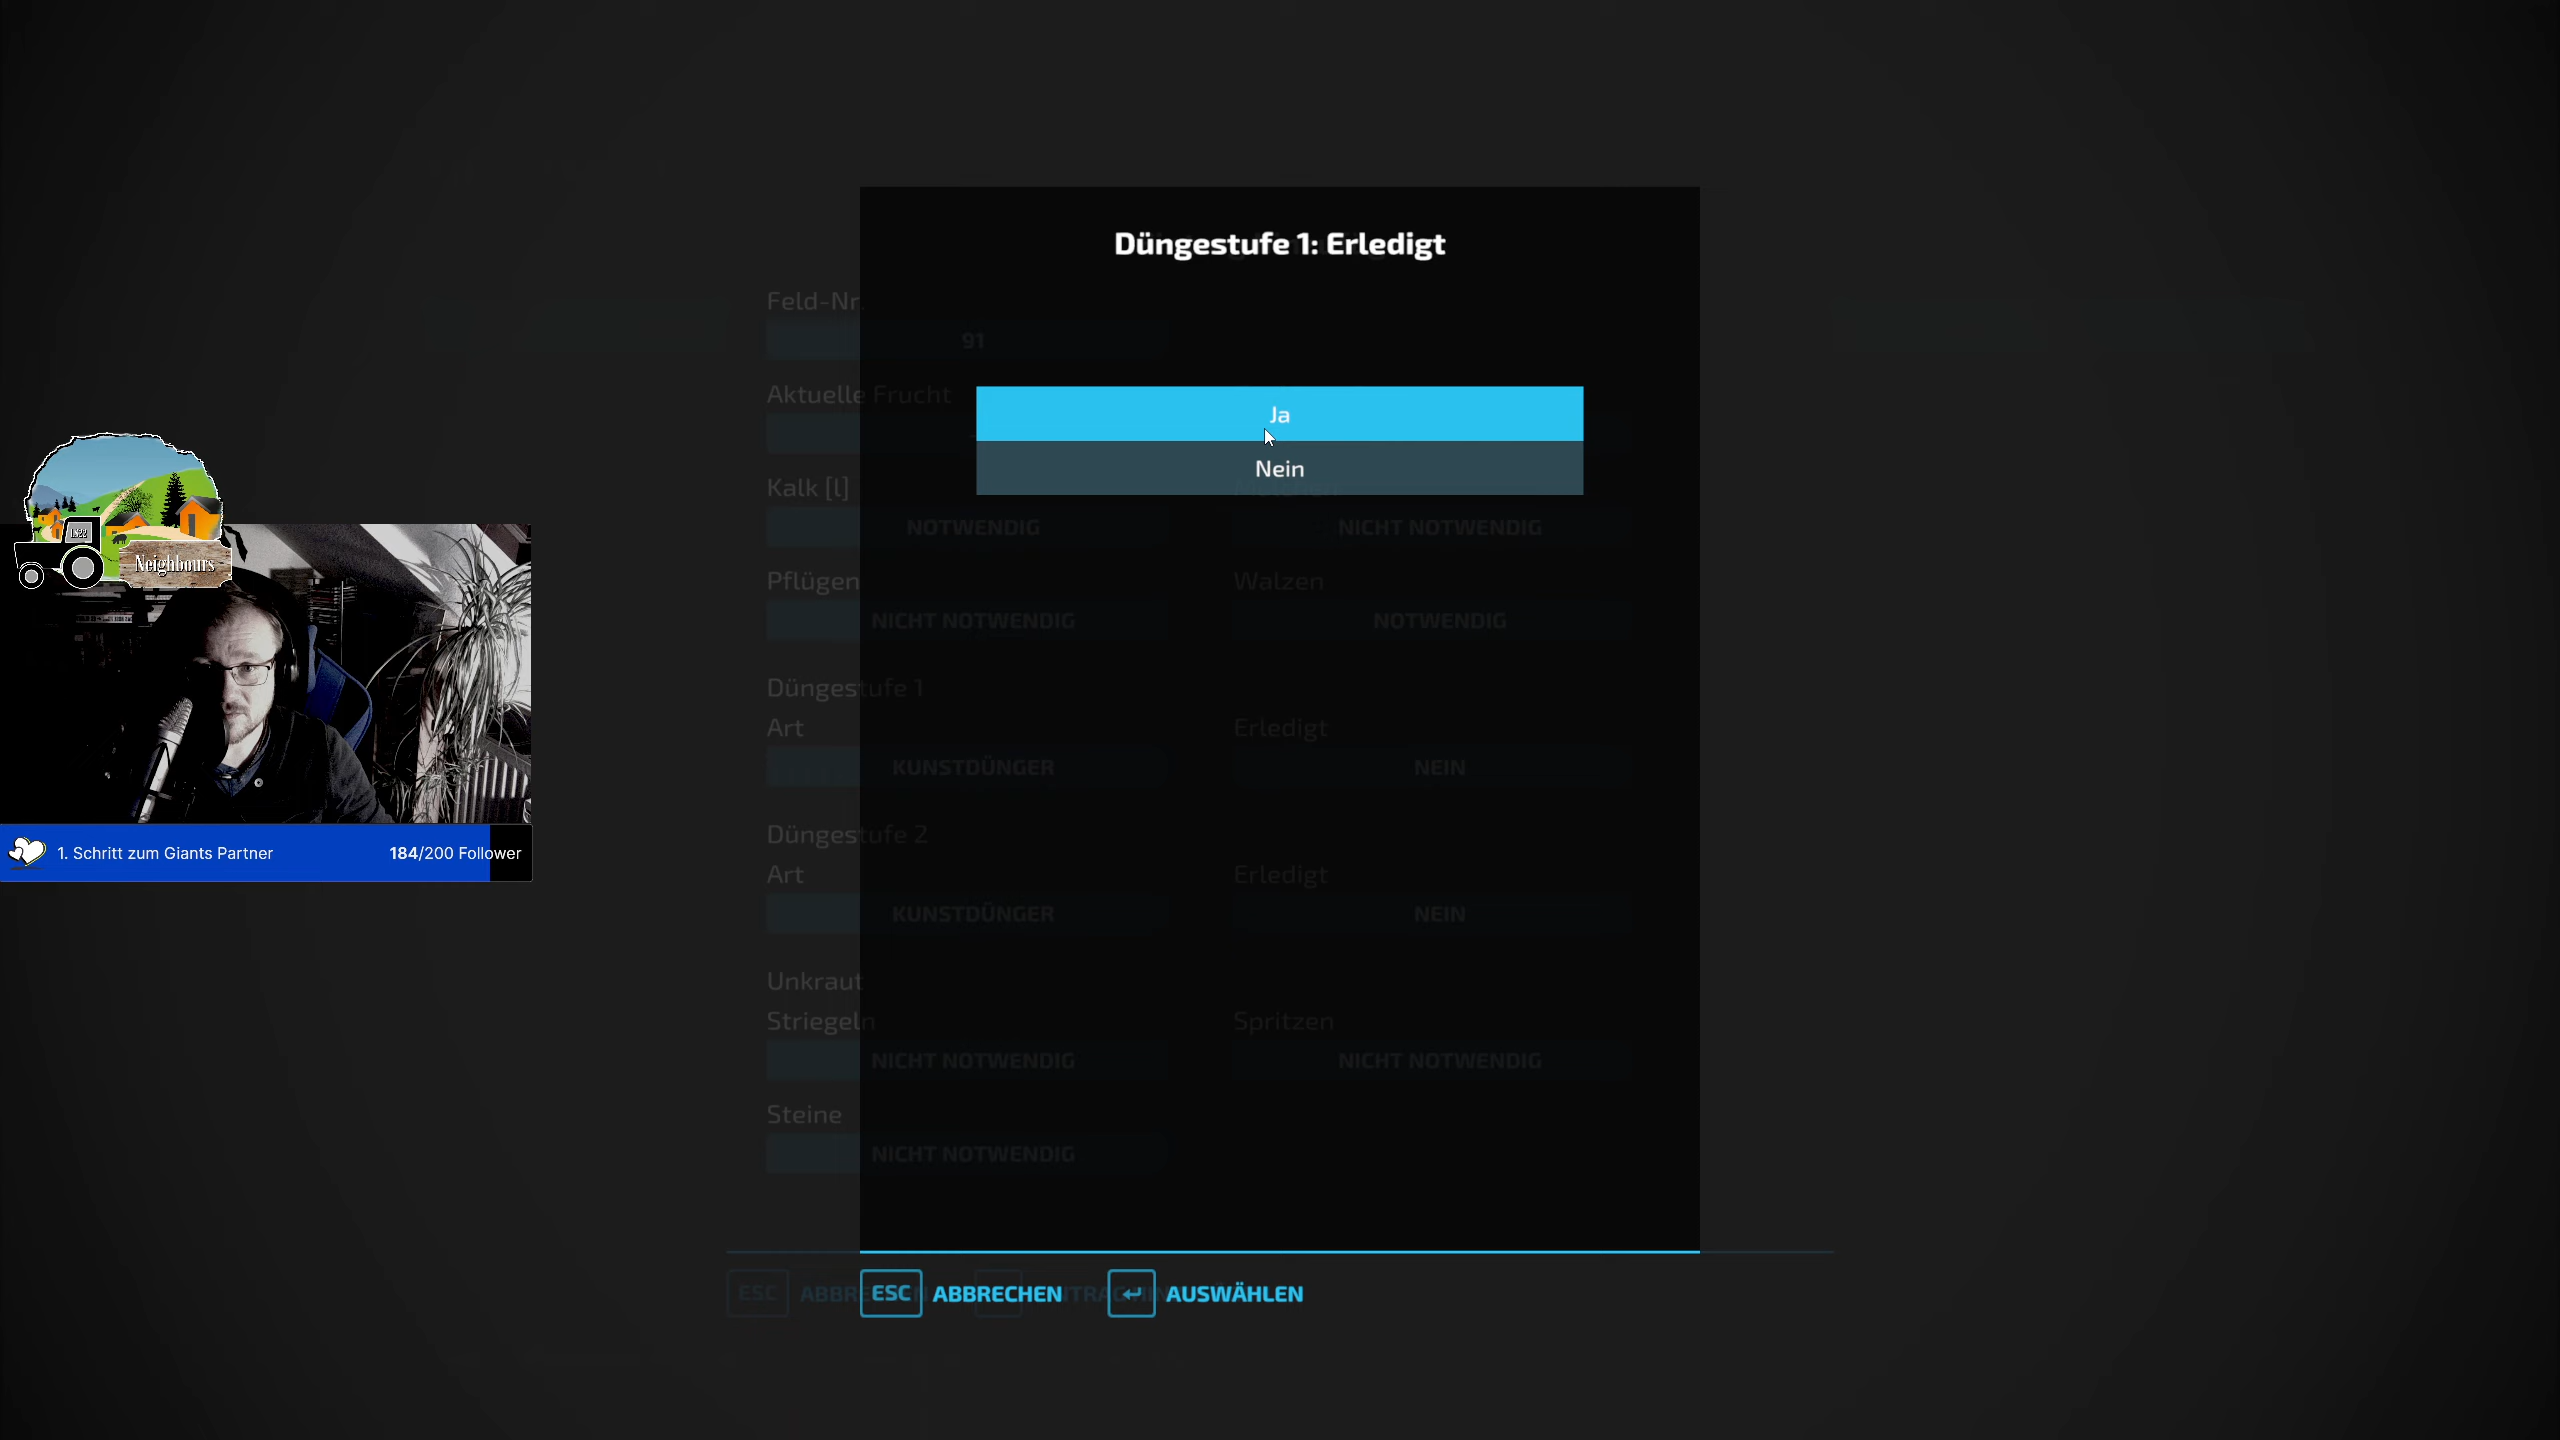 Düngestufe 1: Erledigt
Feld-Nr.
91
Aktuelle Frucht
Ja
Nein
Kalk [l]
NOTWENDIG
NICHT NOTWENDIG
Pflügen
Walzen
NICHT NOTWENDIG
NOTWENDIG
Düngestufe 1
Art
Erledigt
KUNSTDÜNGER
NEIN
Düngestufe 2
Art
Erledigt
KUNSTDÜNGER
NEIN
Unkraut
Striegeln
Spritzen
NICHT NOTWENDIG
NICHT NOTWENDIG
Steine
NICHT NOTWENDIG
ESC
ESC ABBRECHEN
AUSWÄHLEN
LS22
Neighbours
1. Schritt zum Giants Partner
184/200 Follower